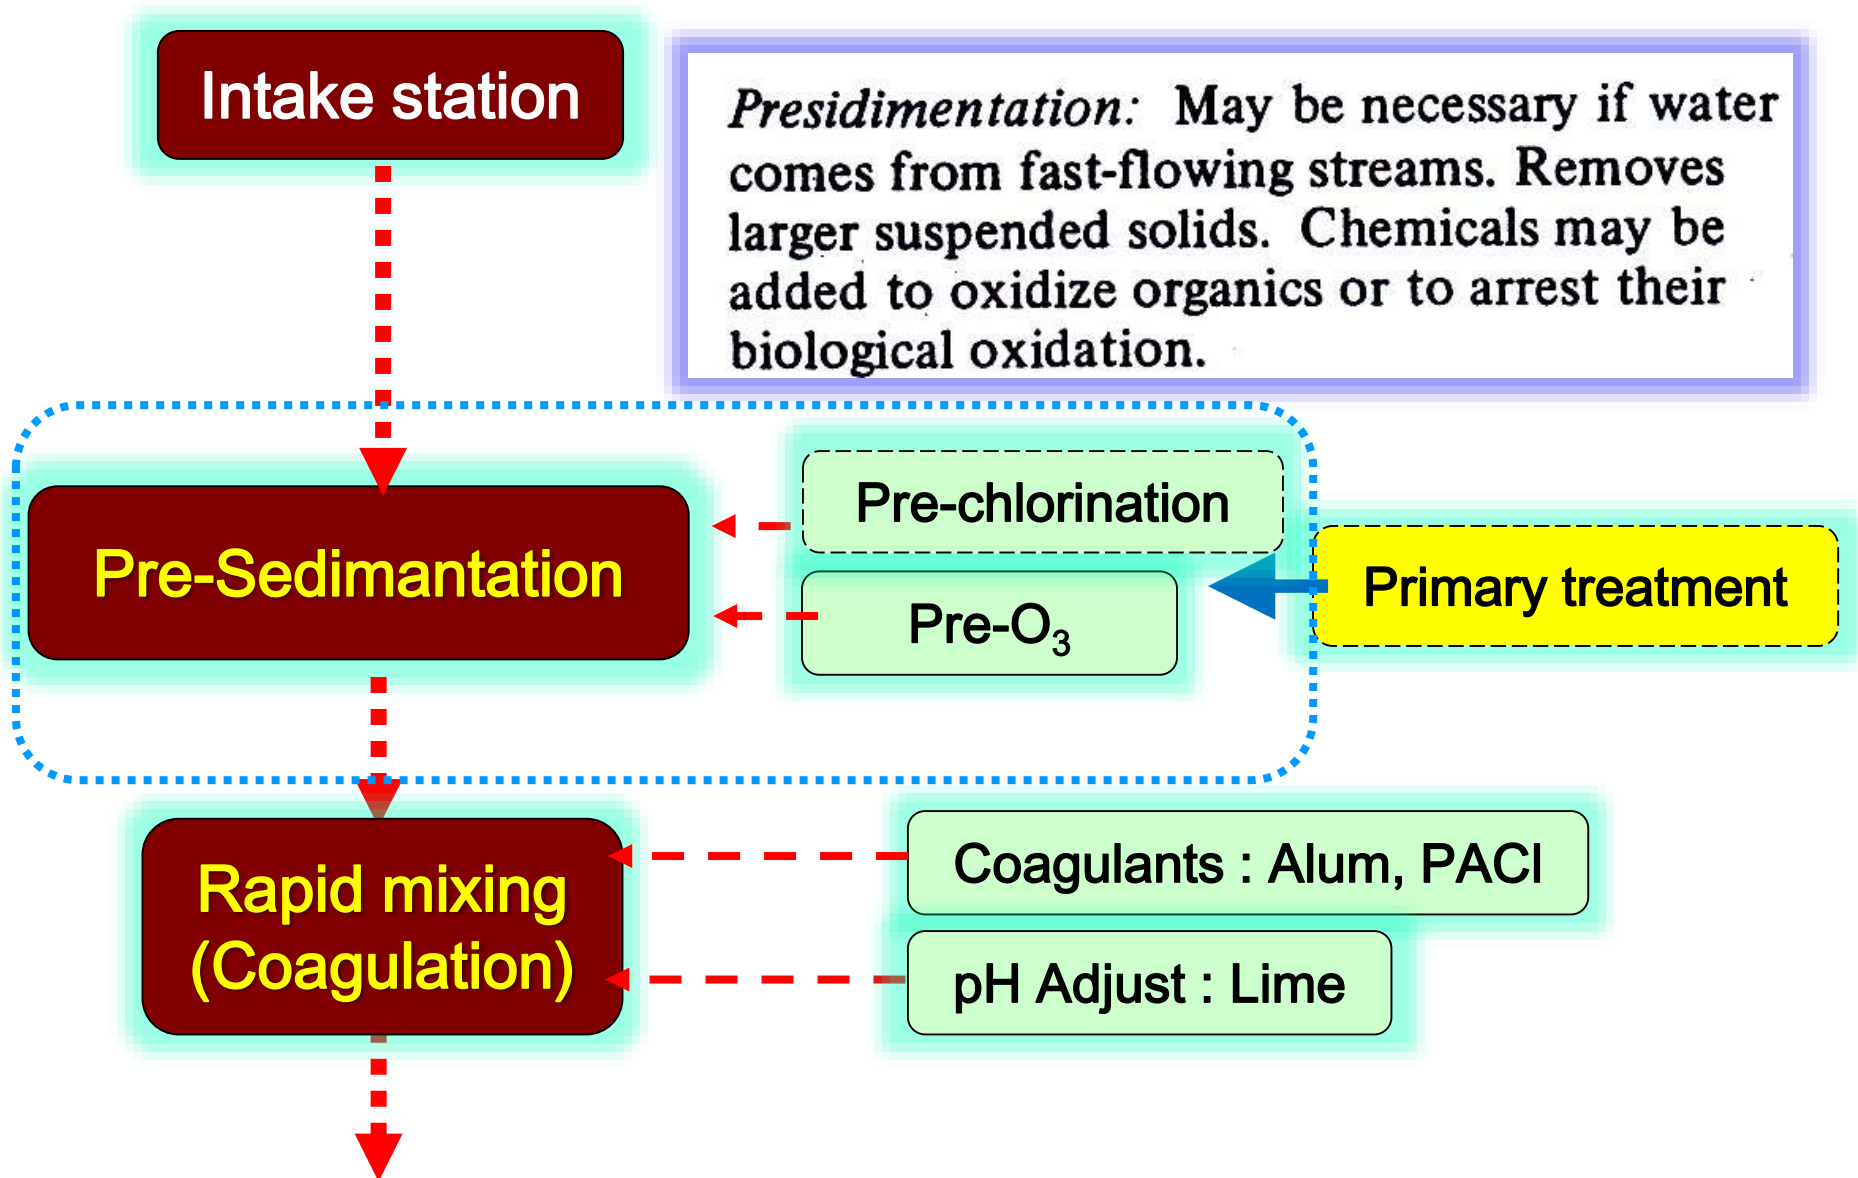 Intake station
Presidimentation: May be necessary if water
comes from fast-flowing streams. Removes
larger suspended solids. Chemicals may be
added to oxidize organics or to arrest their
biological oxidation.
Pre-chlorination
Pre-Sedimantation
Pre-O₃
Primary treatment
Rapid mixing
(Coagulation)
Coagulants : Alum, PACl
pH Adjust : Lime